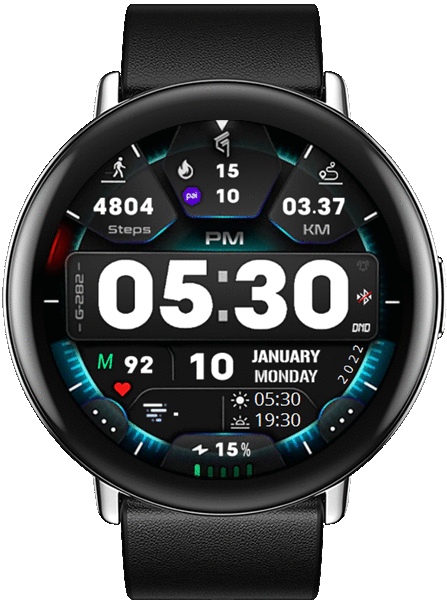 15
pai 10
4804
Steps
03.37
KM
PM
G-282
05:30
DND
M 92
10
JANUARY
MONDAY
2022
05:30
19:30
15%